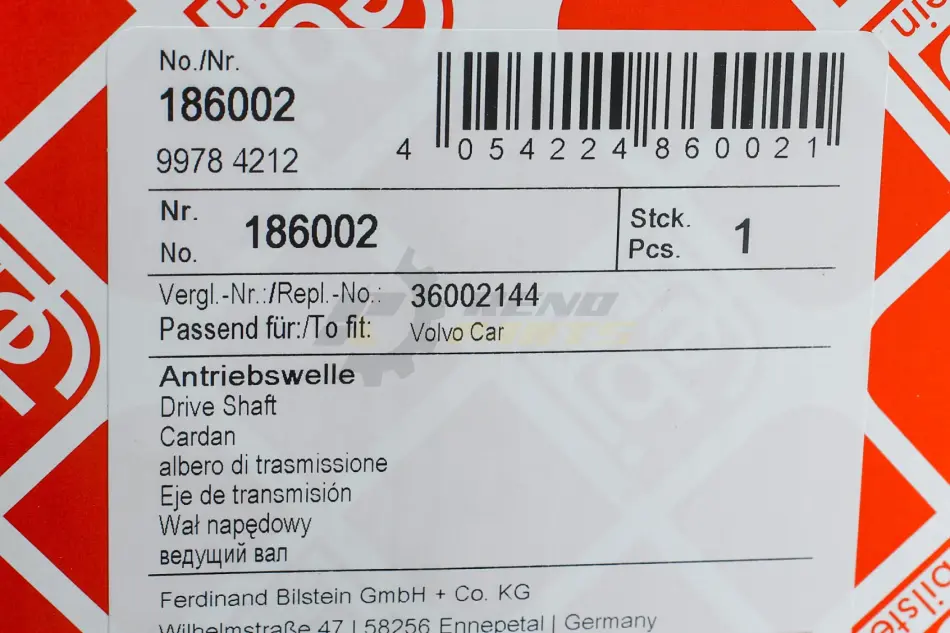 No./Nr.
186002
9978 4212
4 054224 860021
Nr.
No.
186002
Stck.
Pcs.
1
Vergl.-Nr.:/Repl.-No.: 36002144
Passend für:/To fit: Volvo Car
Antriebswelle
Drive Shaft
Cardan
albero di trasmissione
Eje de transmisión
Wał napędowy
ведущий вал
Ferdinand Bilstein GmbH + Co. KG
Wilhelmstraße 47 | 58256 Ennepetal | Germany
febi
bilstein